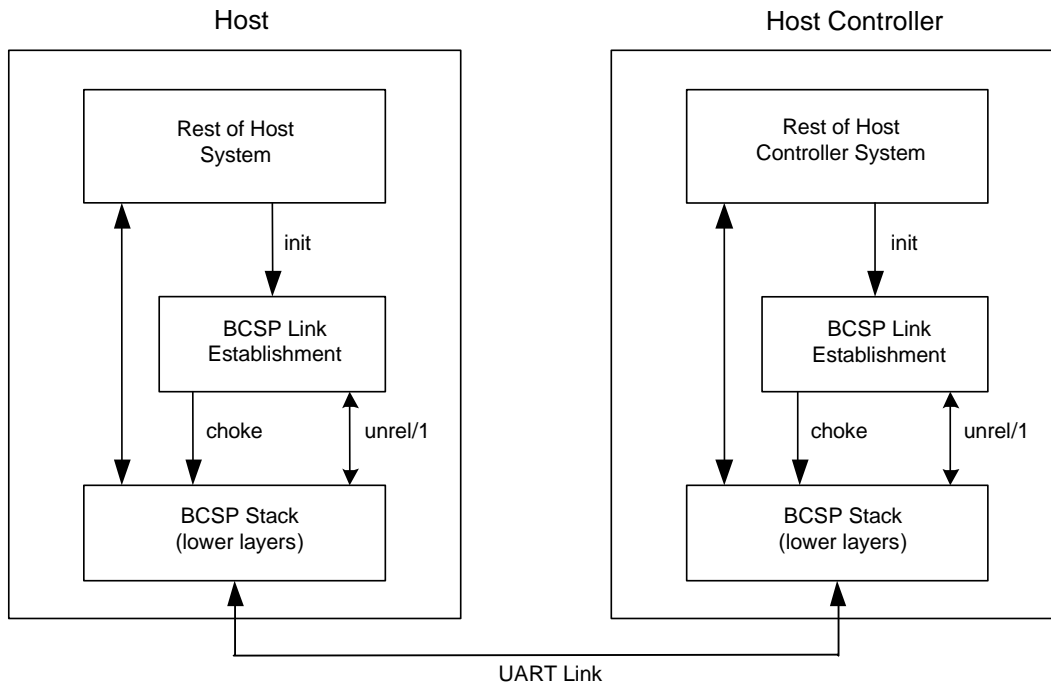 Host
Host Controller
Rest of Host
System
Rest of Host
Controller System
init
init
BCSP Link
Establishment
BCSP Link
Establishment
choke
unrel/1
choke
unrel/1
BCSP Stack
(lower layers)
BCSP Stack
(lower layers)
UART Link